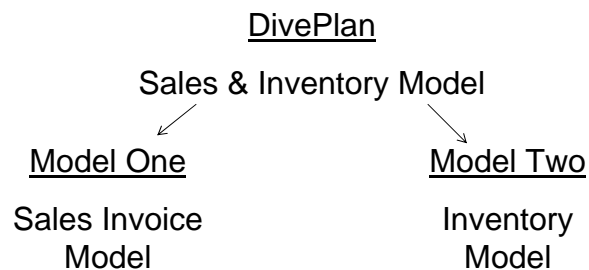 DivePlan
Sales & Inventory Model
Model One
Sales Invoice
Model
Model Two
Inventory
Model